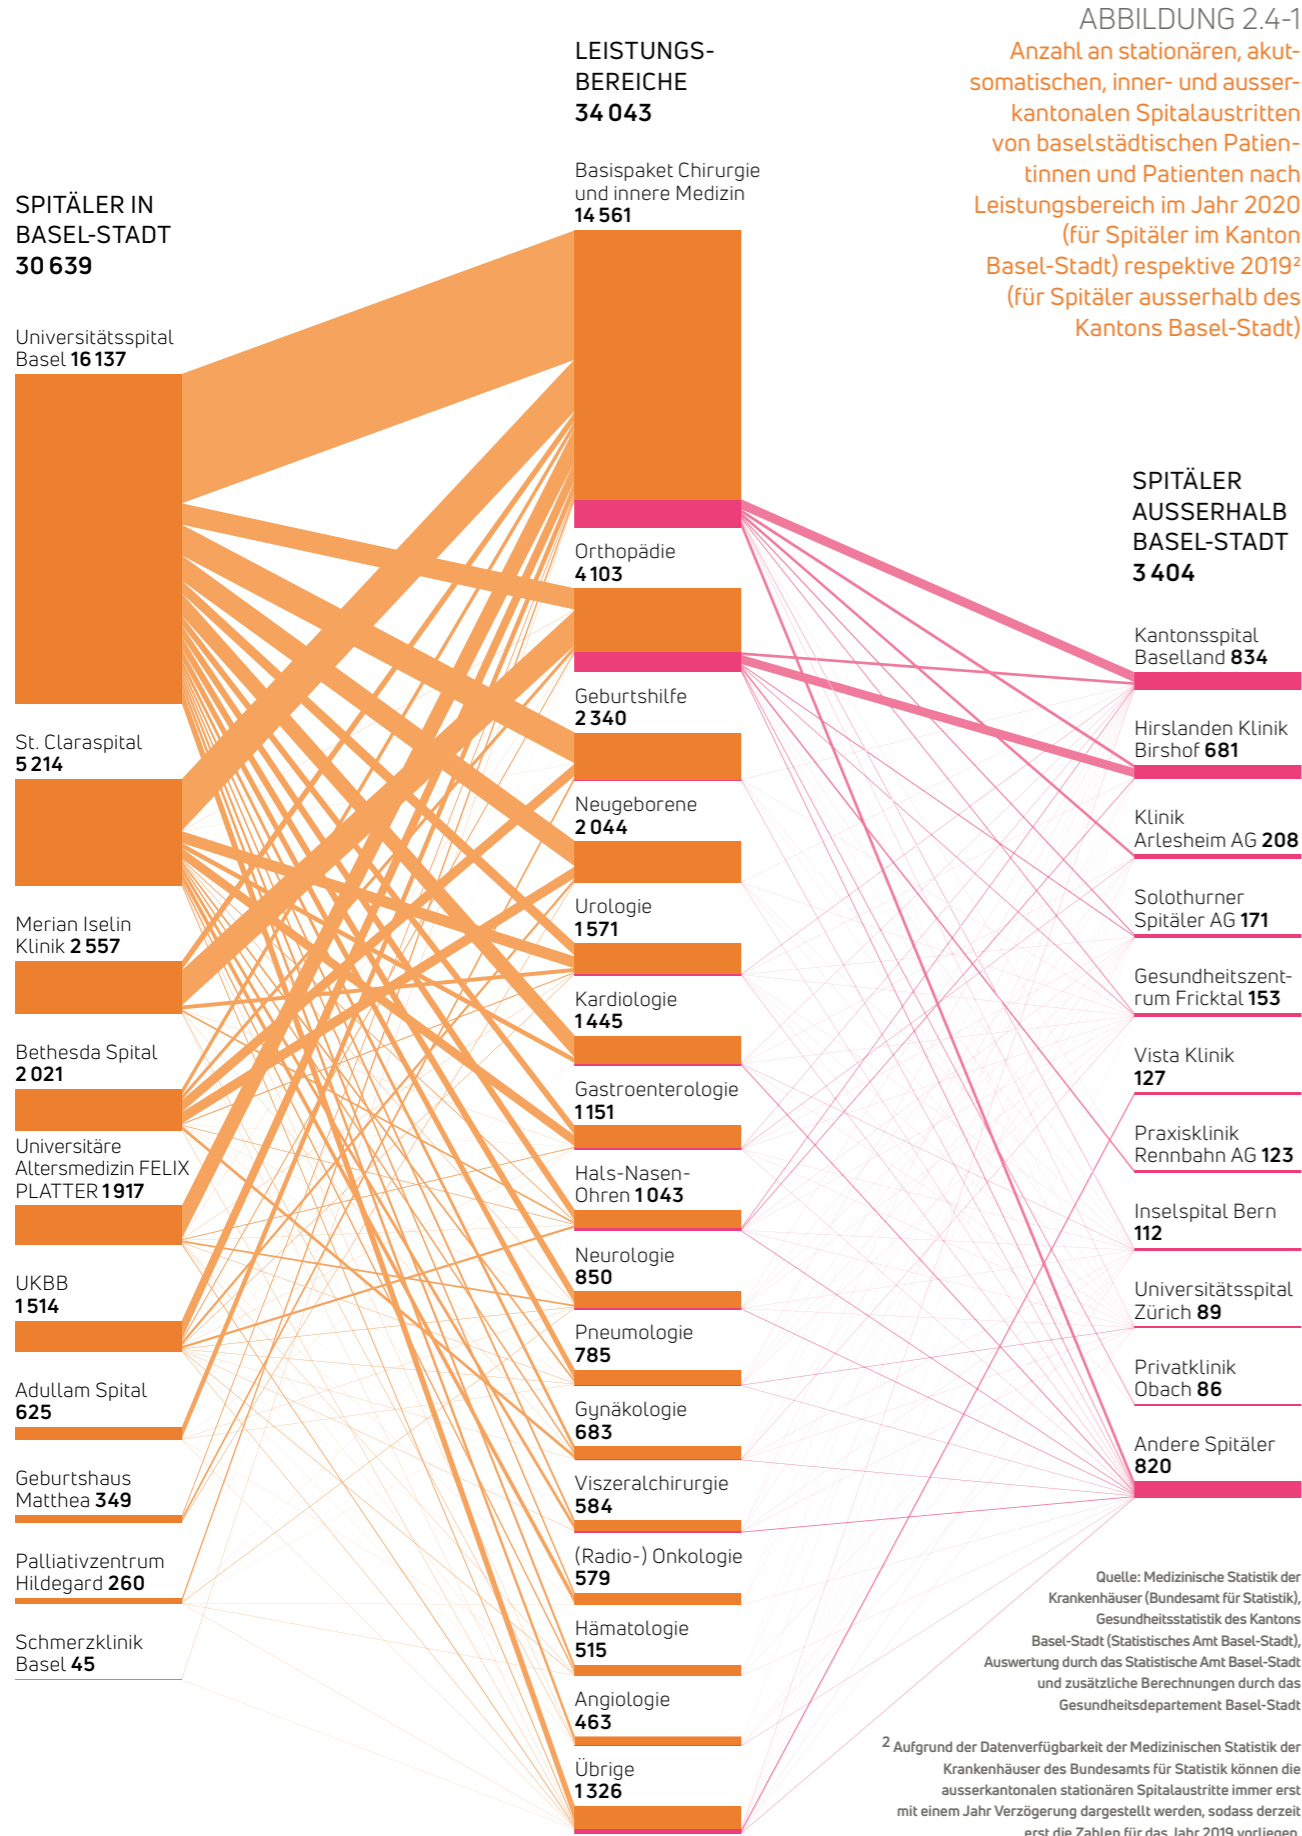 ABBILDUNG 2.4-1
Anzahl an stationären, akut-
somatischen, inner- und ausser-
kantonalen Spitalaustritten
von baselstädtischen Patien-
tinnen und Patienten nach
Leistungsbereich im Jahr 2020
(für Spitäler im Kanton
Basel-Stadt) respektive 2019²
(für Spitäler ausserhalb des
Kantons Basel-Stadt)
SPITÄLER IN
BASEL-STADT
30 639
Universitätsspital
Basel 16 137
St. Claraspital
5 214
Merian Iselin
Klinik 2 557
Bethesda Spital
2 021
Universitäre
Altersmedizin FELIX
PLATTER 1 917
UKBB
1 514
Adullam Spital
625
Geburtshaus
Matthea 349
Palliativzentrum
Hildegard 260
Schmerzklinik
Basel 45
LEISTUNGS-
BEREICHE
34 043
Basispaket Chirurgie
und innere Medizin
14 561
Orthopädie
4 103
Geburtshilfe
2 340
Neugeborene
2 044
Urologie
1 571
Kardiologie
1 445
Gastroenterologie
1 151
Hals-Nasen-
Ohren 1 043
Neurologie
850
Pneumologie
785
Gynäkologie
683
Viszeralchirurgie
584
(Radio-) Onkologie
579
Hämatologie
515
Angiologie
463
Übrige
1 326
SPITÄLER
AUSSERHALB
BASEL-STADT
3 404
Kantonsspital
Baselland 834
Hirslanden Klinik
Birshof 681
Klinik
Arlesheim AG 208
Solothurner
Spitäler AG 171
Gesundheitszent-
rum Fricktal 153
Vista Klinik
127
Praxisklinik
Rennbahn AG 123
Inselspital Bern
112
Universitätsspital
Zürich 89
Privatklinik
Obach 86
Andere Spitäler
820
Quelle: Medizinische Statistik der
Krankenhäuser (Bundesamt für Statistik),
Gesundheitsstatistik des Kantons
Basel-Stadt (Statistisches Amt Basel-Stadt),
Auswertung durch das Statistische Amt Basel-Stadt
und zusätzliche Berechnungen durch das
Gesundheitsdepartement Basel-Stadt
² Aufgrund der Datenverfügbarkeit der Medizinischen Statistik der
Krankenhäuser des Bundesamts für Statistik können die
ausserkantonalen stationären Spitalaustritte immer erst
mit einem Jahr Verzögerung dargestellt werden, sodass derzeit
erst die Zahlen für das Jahr 2019 vorliegen.